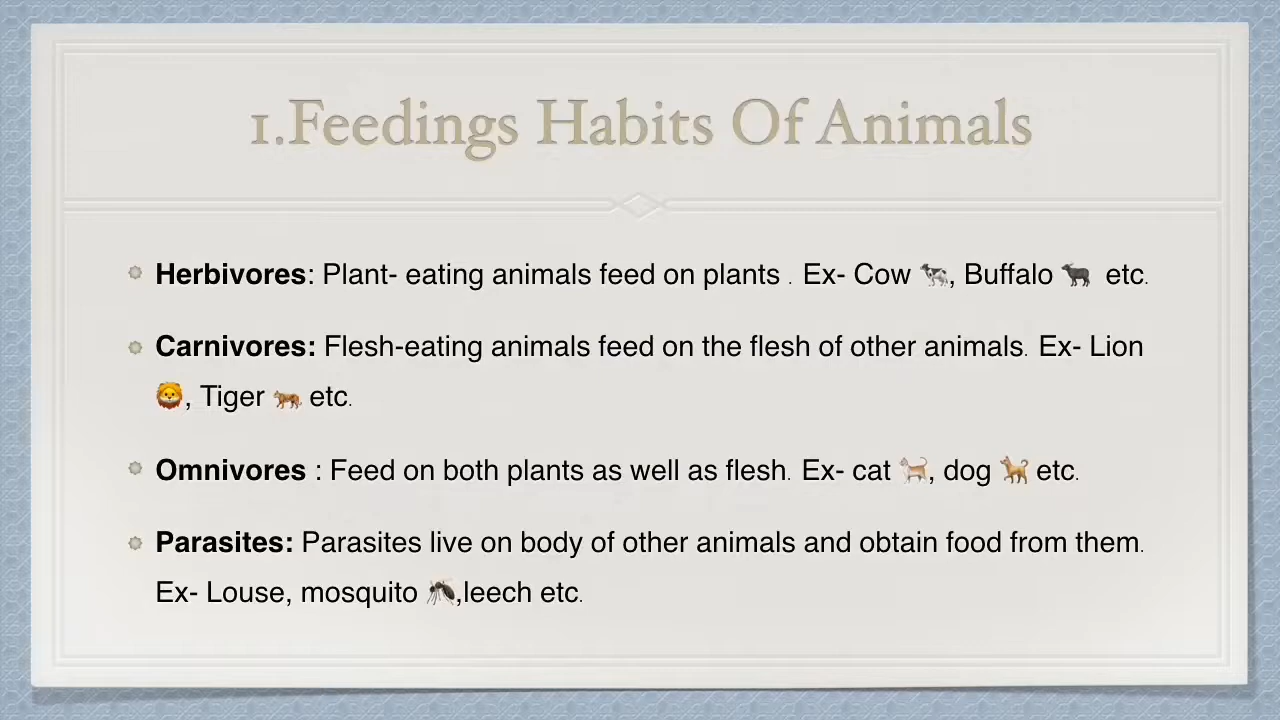 1.Feedings Habits Of Animals
Herbivores: Plant- eating animals feed on plants . Ex- Cow 🐄, Buffalo 🐃 etc.
Carnivores: Flesh-eating animals feed on the flesh of other animals. Ex- Lion
🦁, Tiger 🐅 etc.
Omnivores : Feed on both plants as well as flesh. Ex- cat 🐈, dog 🐕 etc.
Parasites: Parasites live on body of other animals and obtain food from them.
Ex- Louse, mosquito 🦟,leech etc.